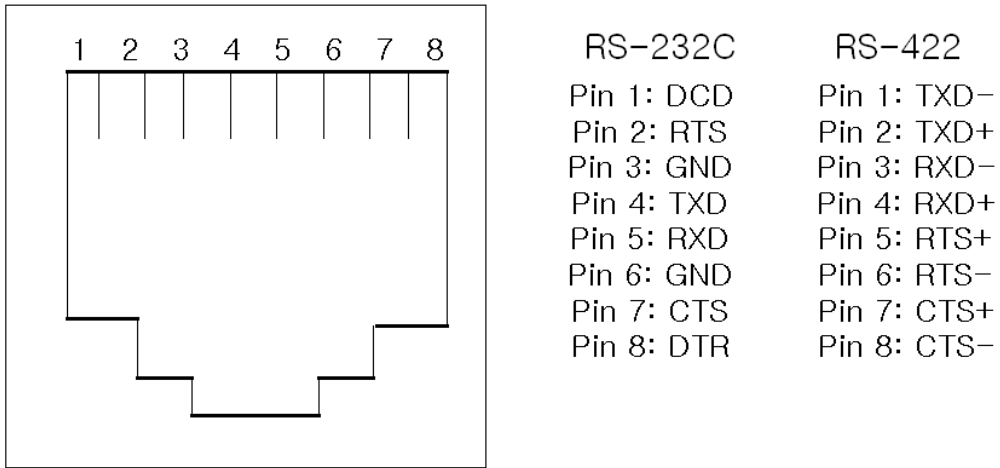 1 2 3 4 5 6 7 8
RS-232C
Pin 1: DCD
Pin 2: RTS
Pin 3: GND
Pin 4: TXD
Pin 5: RXD
Pin 6: GND
Pin 7: CTS
Pin 8: DTR
RS-422
Pin 1: TXD-
Pin 2: TXD+
Pin 3: RXD-
Pin 4: RXD+
Pin 5: RTS+
Pin 6: RTS-
Pin 7: CTS+
Pin 8: CTS-